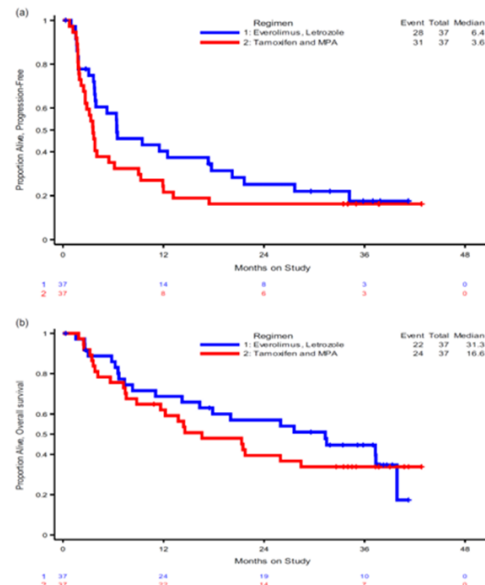 (a)
Regimen Event Total Median
1: Everolimus, Letrozole 28 37 6.4
2: Tamoxifen and MPA 31 37 3.6
Proportion Alive, Progression-Free
1
0.8
0.6
0.4
0.2
0
0 12 24 36 48
Months on Study
1 37 14 8 3 0
2 37 8 6 3 0
(b)
Regimen Event Total Median
1: Everolimus, Letrozole 22 37 31.3
2: Tamoxifen and MPA 24 37 16.6
Proportion Alive, Overall survival
1
0.8
0.6
0.4
0.2
0
0 12 24 36 48
Months on Study
1 37 24 19 10 0